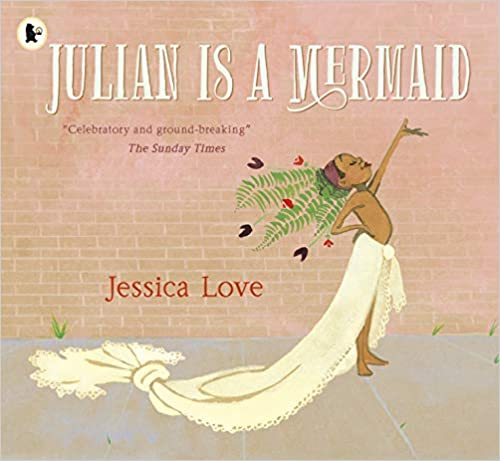 JULIAN IS A MERMAID
"Celebratory and ground-breaking"
The Sunday Times
Jessica Love